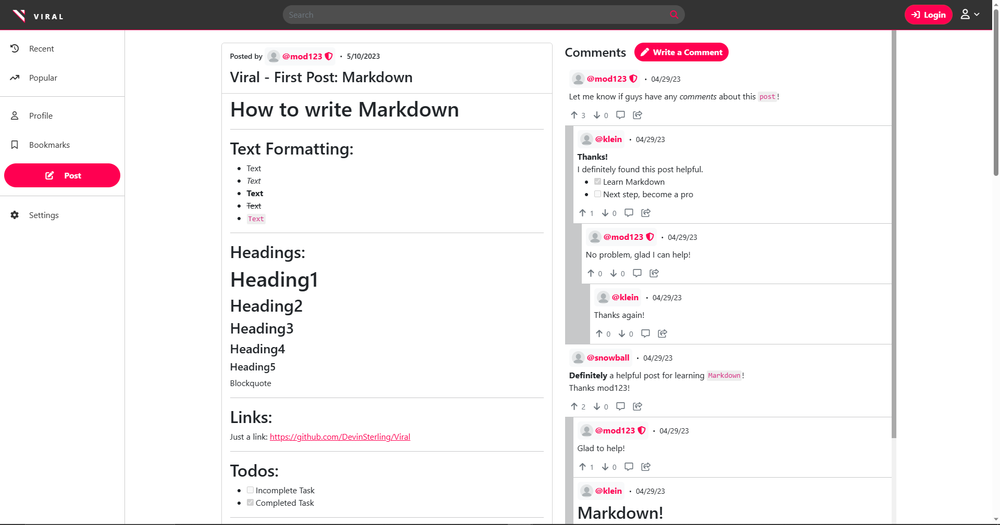 VIRAL
Search
Login
Recent
Popular
Profile
Bookmarks
Post
Settings
Posted by @mod123 • 5/10/2023
Viral - First Post: Markdown
How to write Markdown
Text Formatting:
• Text
• Text
• Text
• Text
• Text
Headings:
Heading1
Heading2
Heading3
Heading4
Heading5
Blockquote
Links:
Just a link: https://github.com/DevinSterling/Viral
Todos:
• Incomplete Task
• Completed Task
Comments
Write a Comment
@mod123 • 04/29/23
Let me know if guys have any comments about this post!
3 0
@klein • 04/29/23
Thanks!
I definitely found this post helpful.
• Learn Markdown
• Next step, become a pro
1 0
@mod123 • 04/29/23
No problem, glad I can help!
0 0
@klein • 04/29/23
Thanks again!
0 0
@snowball • 04/29/23
Definitely a helpful post for learning Markdown!
Thanks mod123!
2 0
@mod123 • 04/29/23
Glad to help!
1 0
@klein • 04/29/23
Markdown!